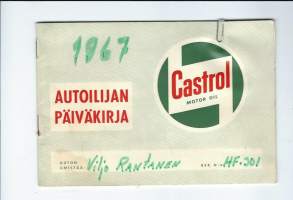 1967
Castrol
MOTOR OIL
AUTOILIJAN
PÄIVÄKIRJA
AUTON
OMISTAJA Viljo Rantanen REK. N:o HF-301